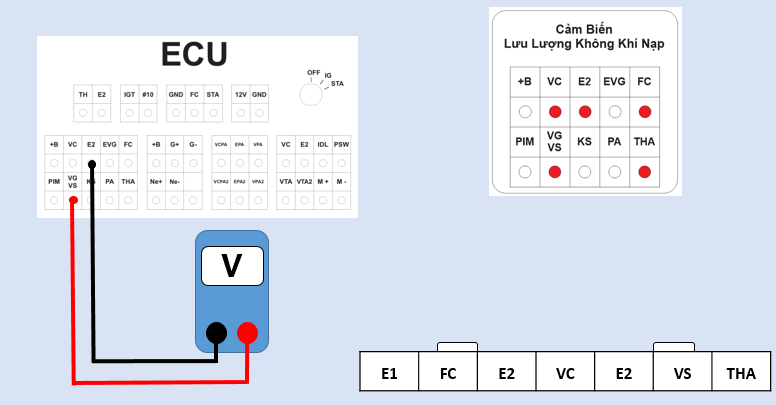 ECU
OFF IG STA
TH E2 IGT #10 GND FC STA 12V GND
+B VC E2 EVG FC +B G+ G- VCPA EPA VPA VC E2 IDL PSW
PIM VG VS KS PA THA Ne+ Ne- VCPA2 EPA2 VPA2 VTA VTA2 M + M -
V
Cảm Biến
Lưu Lượng Không Khí Nạp
+B VC E2 EVG FC
PIM VG VS KS PA THA
E1 FC E2 VC E2 VS THA